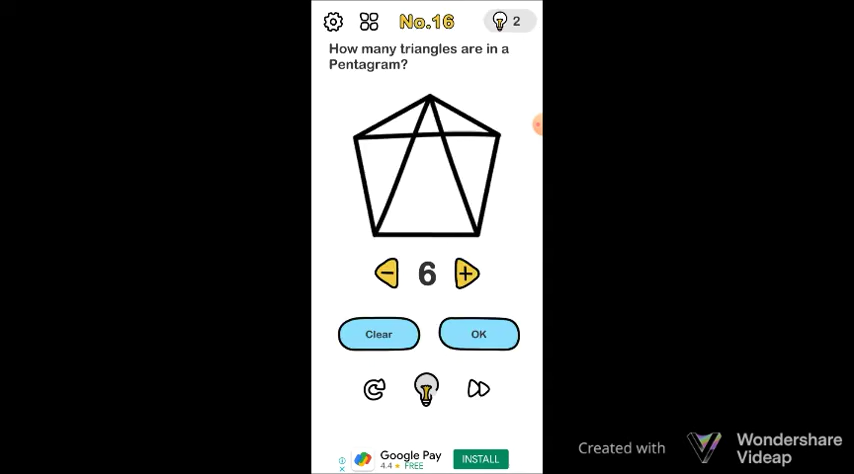 No.16
2
How many triangles are in a
Pentagram?
6
Clear
OK
Google Pay
4.4 ★ FREE
INSTALL
Created with
Wondershare
Videap